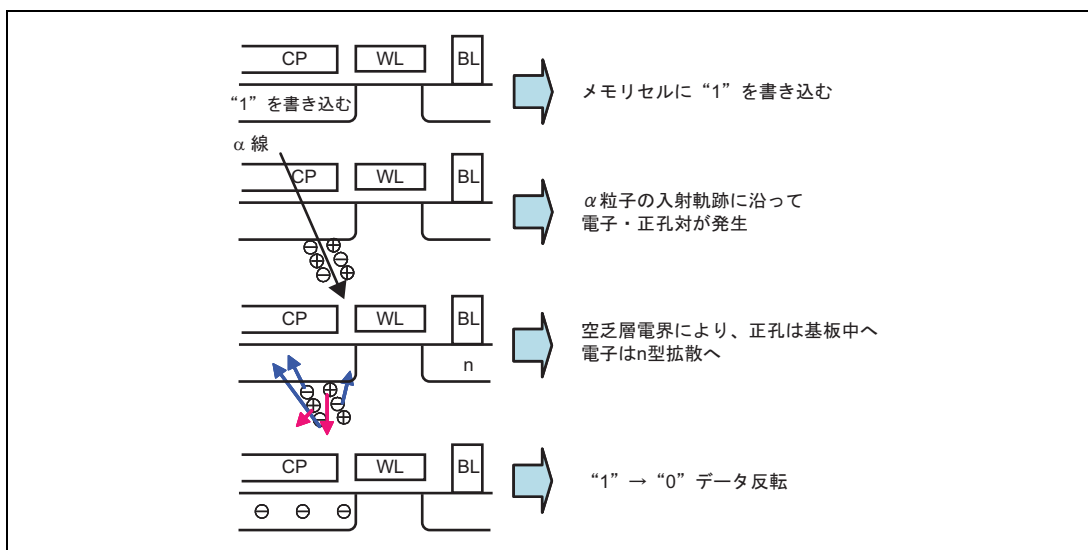 CP WL BL
“1”を書き込む
メモリセルに“1”を書き込む
α線
CP WL BL
α粒子の入射軌跡に沿って
電子・正孔対が発生
CP WL BL
n
空乏層電界により、正孔は基板中へ
電子はn型拡散へ
CP WL BL
“1”→“0”データ反転